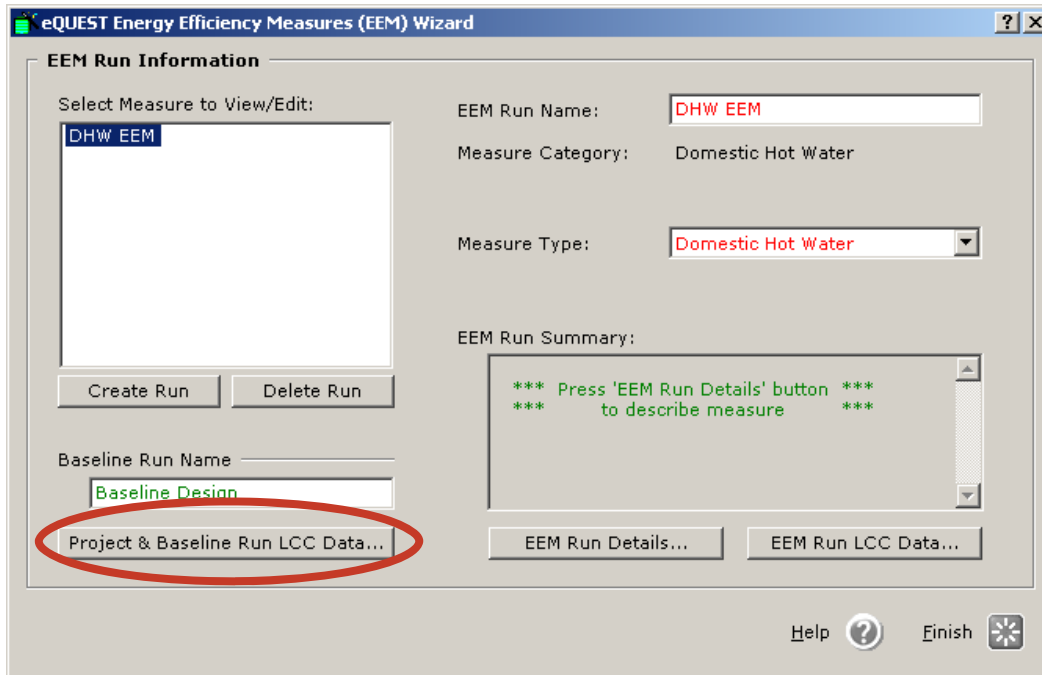 eQUEST Energy Efficiency Measures (EEM) Wizard
EEM Run Information
Select Measure to View/Edit:
DHW EEM
Create Run
Delete Run
Baseline Run Name
Baseline Design
Project & Baseline Run LCC Data...
EEM Run Name:
DHW EEM
Measure Category:
Domestic Hot Water
Measure Type:
Domestic Hot Water
EEM Run Summary:
*** Press 'EEM Run Details' button ***
*** to describe measure ***
EEM Run Details...
EEM Run LCC Data...
Help
Finish